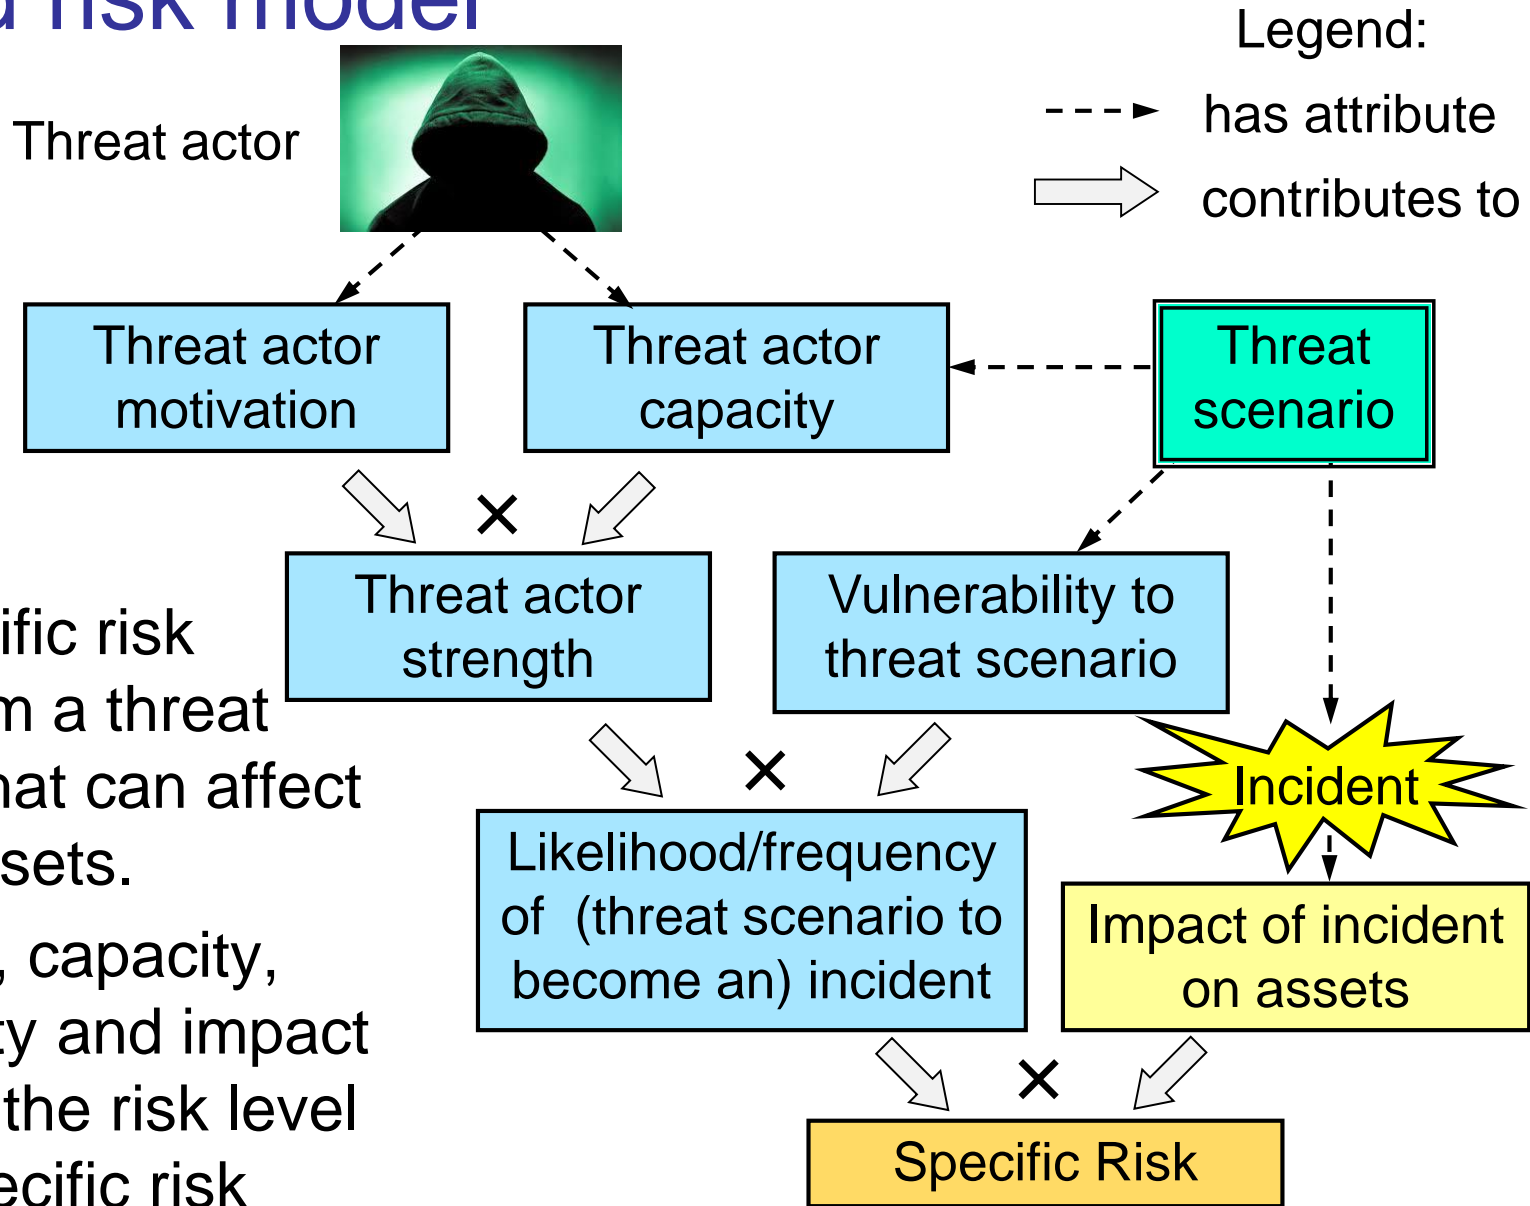 d risk model
Legend:
has attribute
contributes to
Threat actor
Threat actor
motivation
Threat actor
capacity
Threat
scenario
×
Threat actor
strength
Vulnerability to
threat scenario
×
Incident
Likelihood/frequency
of (threat scenario to
become an) incident
Impact of incident
on assets
×
Specific Risk
ific risk
m a threat
hat can affect
sets.
, capacity,
ty and impact
the risk level
ecific risk